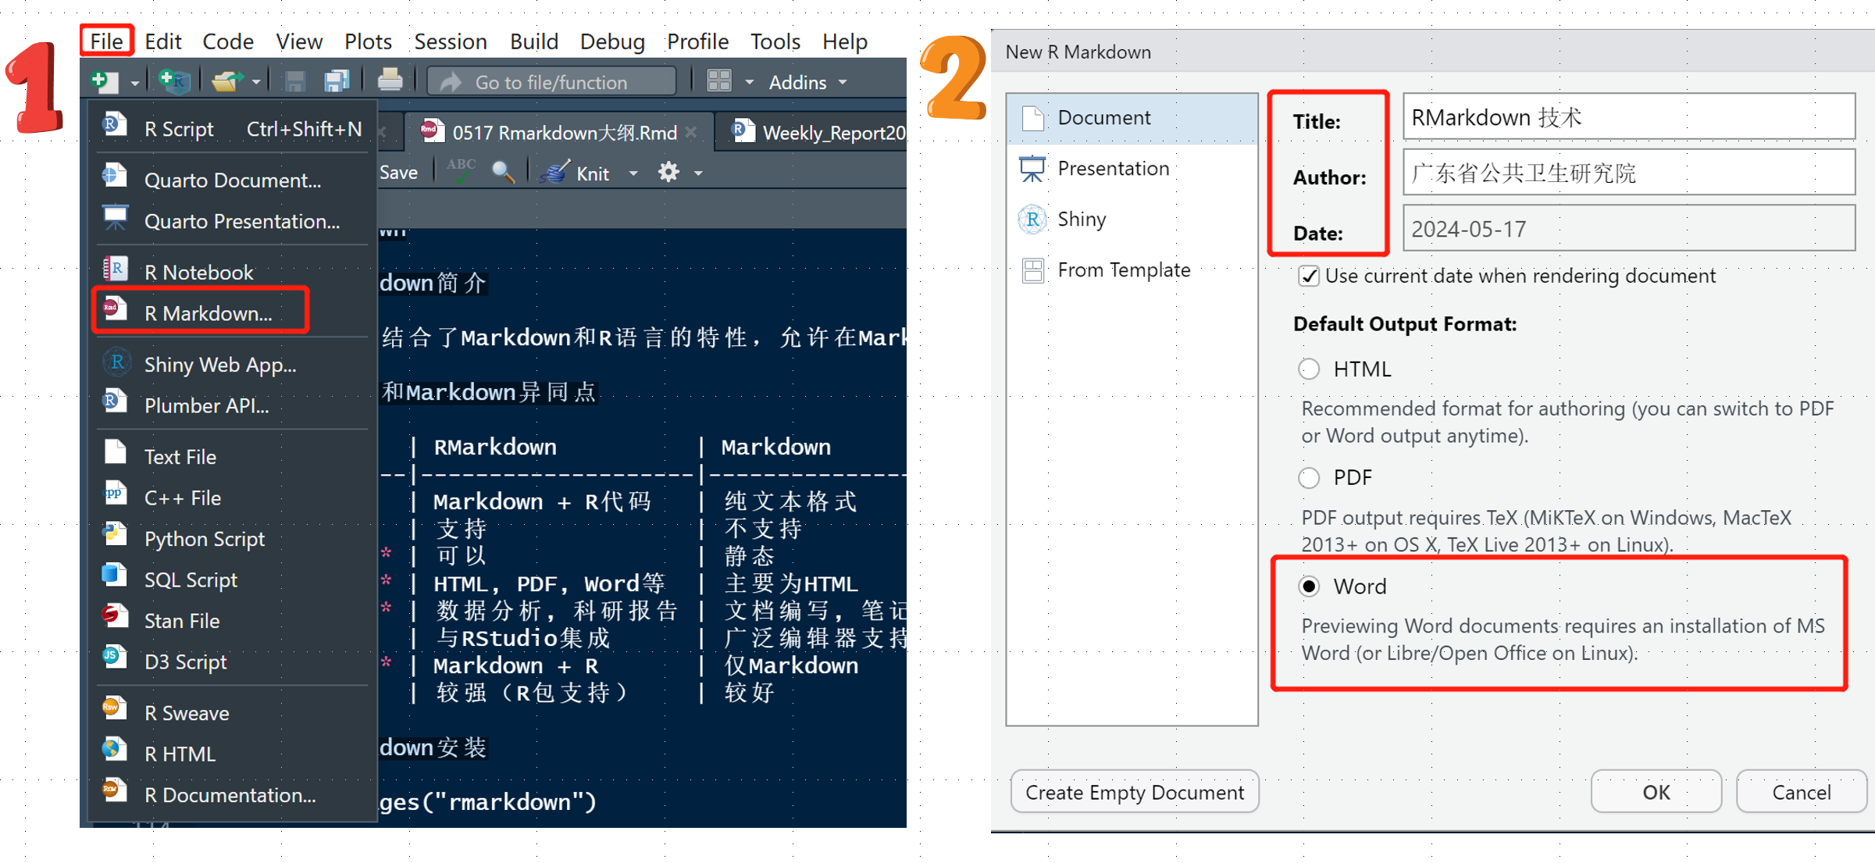 1
File Edit Code View Plots Session Build Debug Profile Tools Help
Go to file/function Addins
R Script Ctrl+Shift+N
Quarto Document...
Quarto Presentation...
R Notebook
R Markdown...
Shiny Web App...
Plumber API...
Text File
C++ File
Python Script
SQL Script
Stan File
D3 Script
R Sweave
R HTML
R Documentation...
0517 Rmarkdown大纲.Rmd Weekly_Report20
Save ABC Knit
down简介
结合了Markdown和R语言的特性，允许在Mark
和Markdown异同点
| RMarkdown | Markdown
--|--------------------|---------------
| Markdown + R代码 | 纯文本格式
| 支持 | 不支持
* | 可以 | 静态
* | HTML, PDF, Word等 | 主要为HTML
* | 数据分析，科研报告 | 文档编写，笔记
| 与RStudio集成 | 广泛编辑器支持
* | Markdown + R | 仅Markdown
| 较强（R包支持） | 较好
down安装
ges("rmarkdown")
2
New R Markdown
Document
Presentation
Shiny
From Template
Title: RMarkdown 技术
Author: 广东省公共卫生研究院
Date: 2024-05-17
Use current date when rendering document
Default Output Format:
HTML
Recommended format for authoring (you can switch to PDF
or Word output anytime).
PDF
PDF output requires TeX (MiKTeX on Windows, MacTeX
2013+ on OS X, TeX Live 2013+ on Linux).
Word
Previewing Word documents requires an installation of MS
Word (or Libre/Open Office on Linux).
Create Empty Document OK Cancel